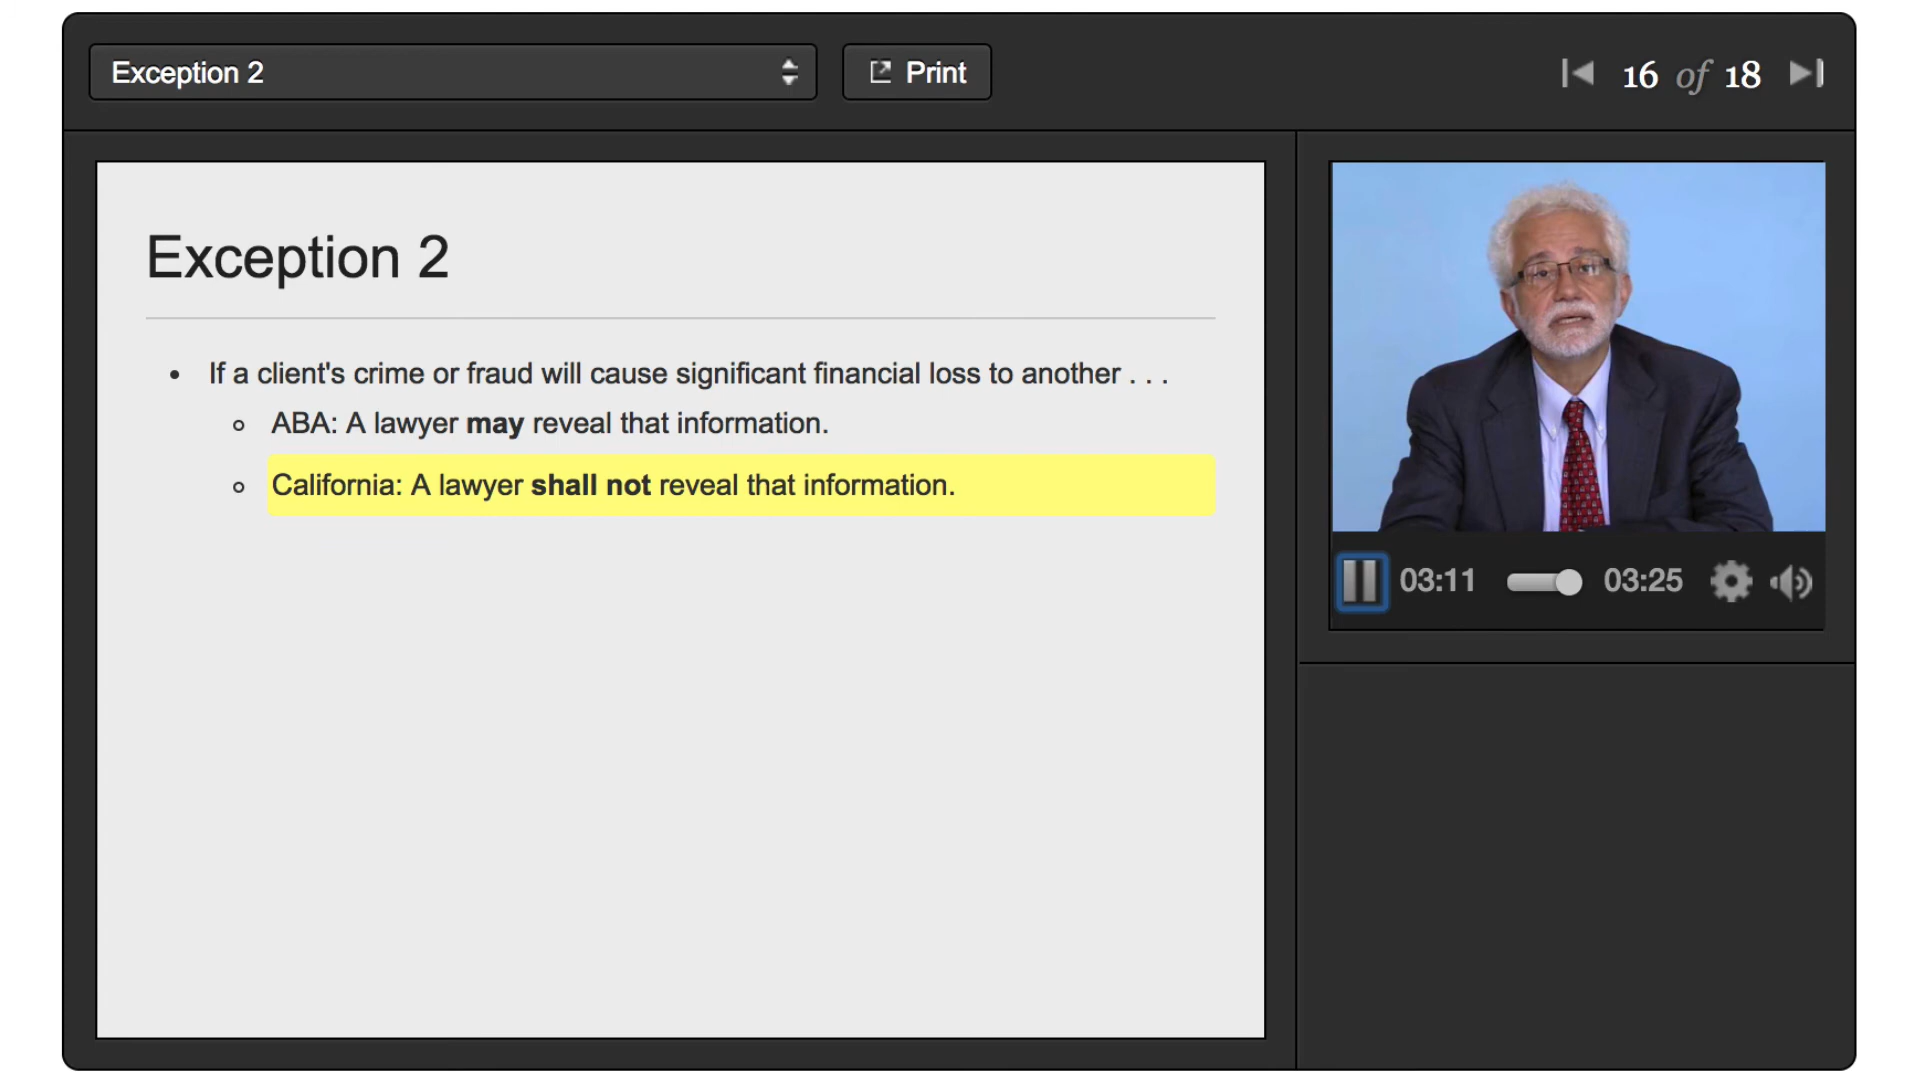 Exception 2
Print
16 of 18
Exception 2
• If a client's crime or fraud will cause significant financial loss to another . . .
○ ABA: A lawyer may reveal that information.
○ California: A lawyer shall not reveal that information.
03:11
03:25